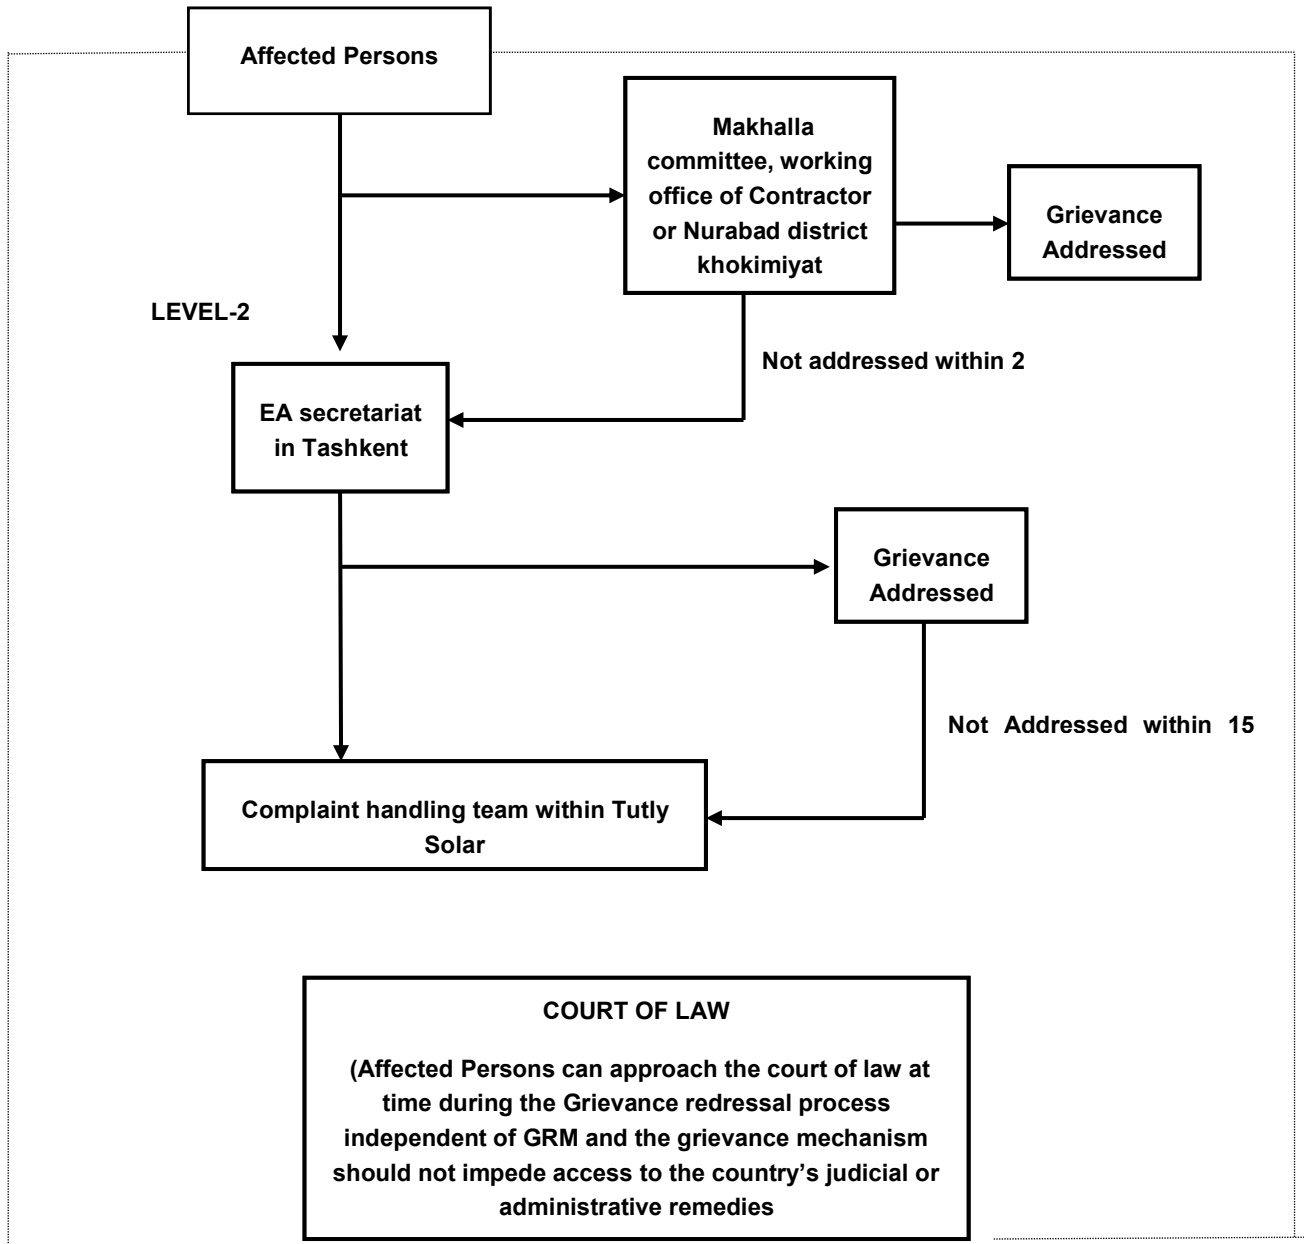 Affected Persons
Makhalla
committee, working
office of Contractor
or Nurabad district
khokimiyat
Grievance
Addressed
LEVEL-2
Not addressed within 2
EA secretariat
in Tashkent
Grievance
Addressed
Not Addressed within 15
Complaint handling team within Tutly
Solar
COURT OF LAW
(Affected Persons can approach the court of law at
time during the Grievance redressal process
independent of GRM and the grievance mechanism
should not impede access to the country’s judicial or
administrative remedies